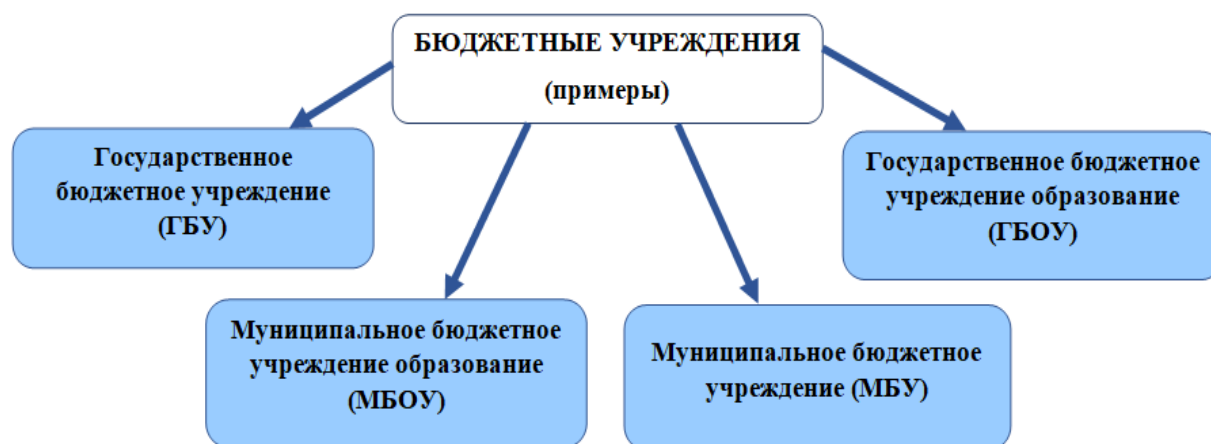 БЮДЖЕТНЫЕ УЧРЕЖДЕНИЯ
(примеры)
Государственное
бюджетное учреждение
(ГБУ)
Государственное бюджетное
учреждение образование
(ГБОУ)
Муниципальное бюджетное
учреждение образование
(МБОУ)
Муниципальное бюджетное
учреждение (МБУ)